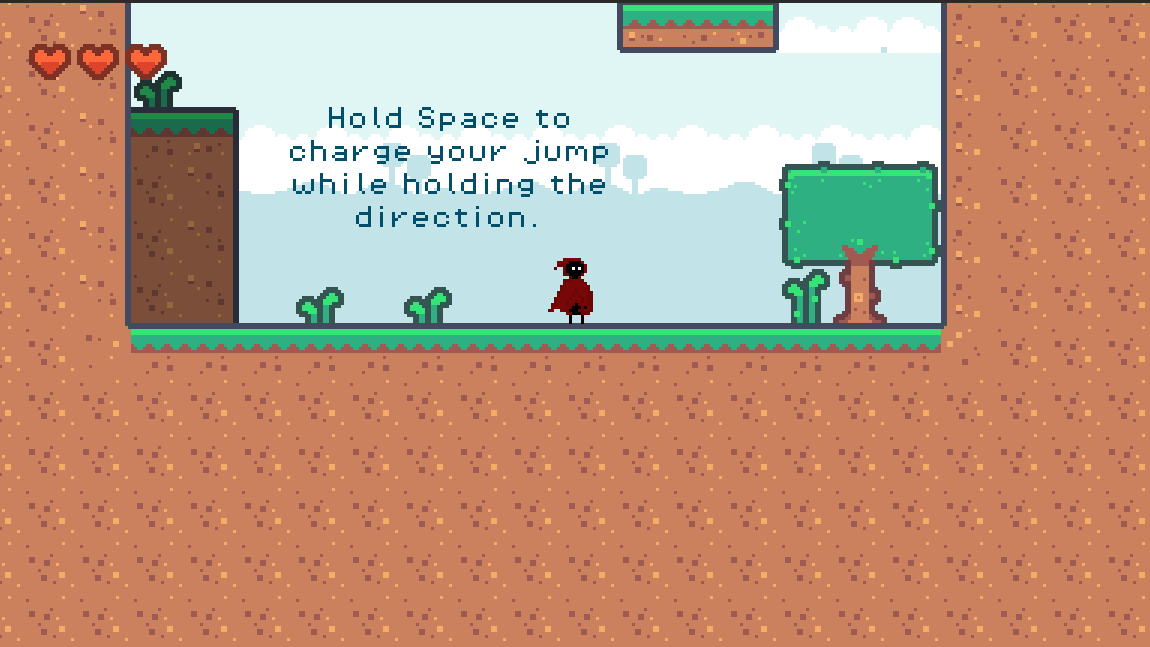 Hold Space to
charge your jump
while holding the
direction.